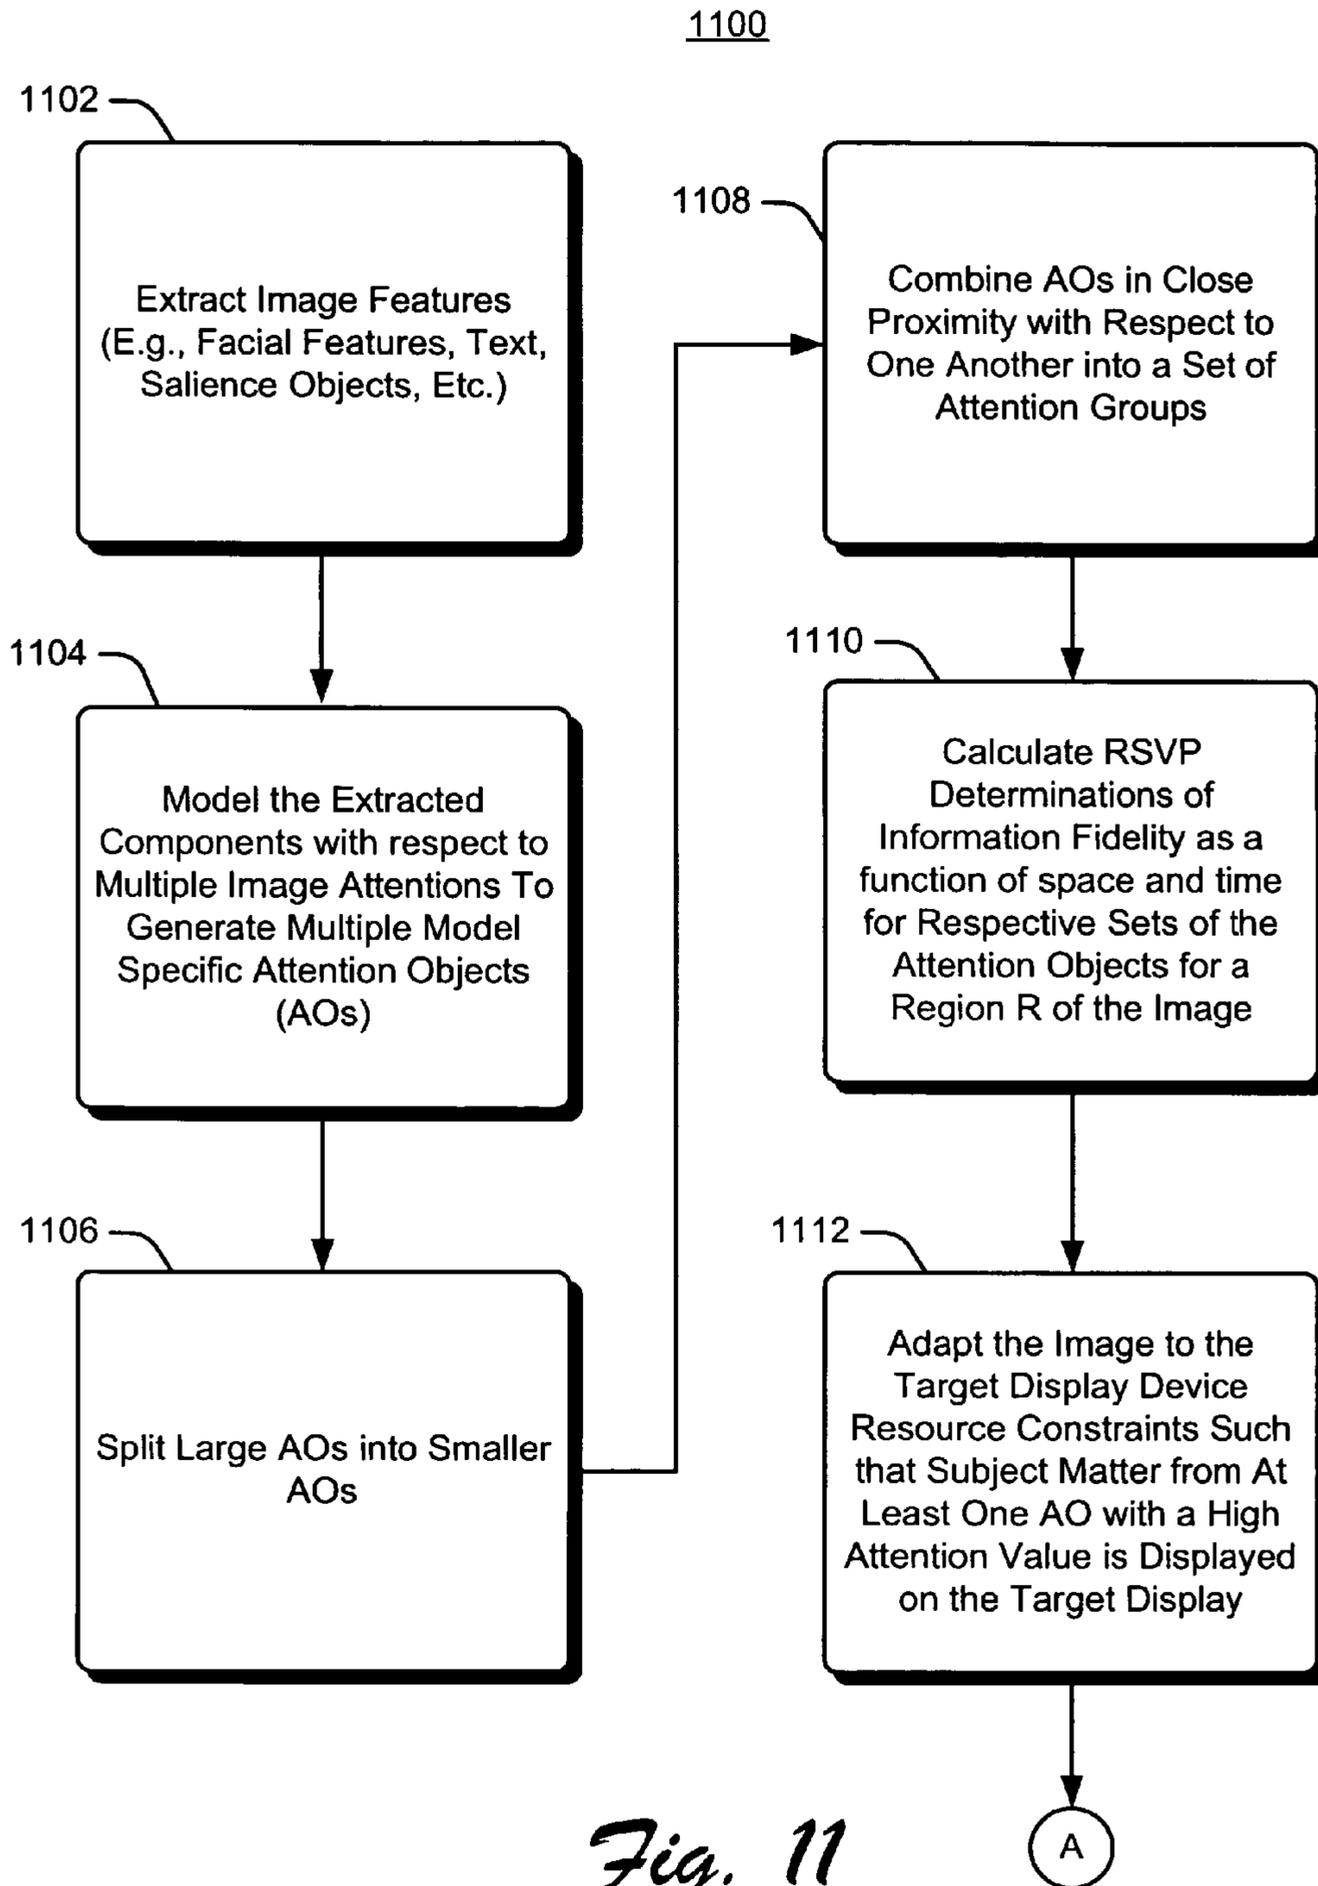 1100
1102
Extract Image Features
(E.g., Facial Features, Text,
Salience Objects, Etc.)
1104
Model the Extracted
Components with respect to
Multiple Image Attentions To
Generate Multiple Model
Specific Attention Objects
(AOs)
1106
Split Large AOs into Smaller
AOs
1108
Combine AOs in Close
Proximity with Respect to
One Another into a Set of
Attention Groups
1110
Calculate RSVP
Determinations of
Information Fidelity as a
function of space and time
for Respective Sets of the
Attention Objects for a
Region R of the Image
1112
Adapt the Image to the
Target Display Device
Resource Constraints Such
that Subject Matter from At
Least One AO with a High
Attention Value is Displayed
on the Target Display
A
Fig. 11